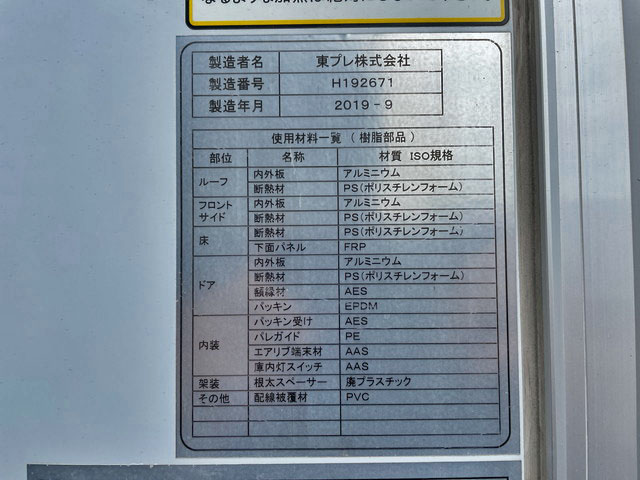 製造者名 東プレ株式会社
製造番号 H192671
製造年月 2019-9
使用材料一覧 (樹脂部品)
部位 名称 材質 ISO規格
ルーフ 内外板 アルミニウム
断熱材 PS(ポリスチレンフォーム)
フロント サイド 内外板 アルミニウム
断熱材 PS(ポリスチレンフォーム)
床 断熱材 PS(ポリスチレンフォーム)
下面パネル FRP
ドア 内外板 アルミニウム
断熱材 PS(ポリスチレンフォーム)
額縁材 AES
パッキン EPDM
内装 パッキン受け AES
パレガイド PE
エアリブ端末材 AAS
庫内灯スイッチ AAS
架装 根太スペーサー 廃プラスチック
その他 配線被覆材 PVC